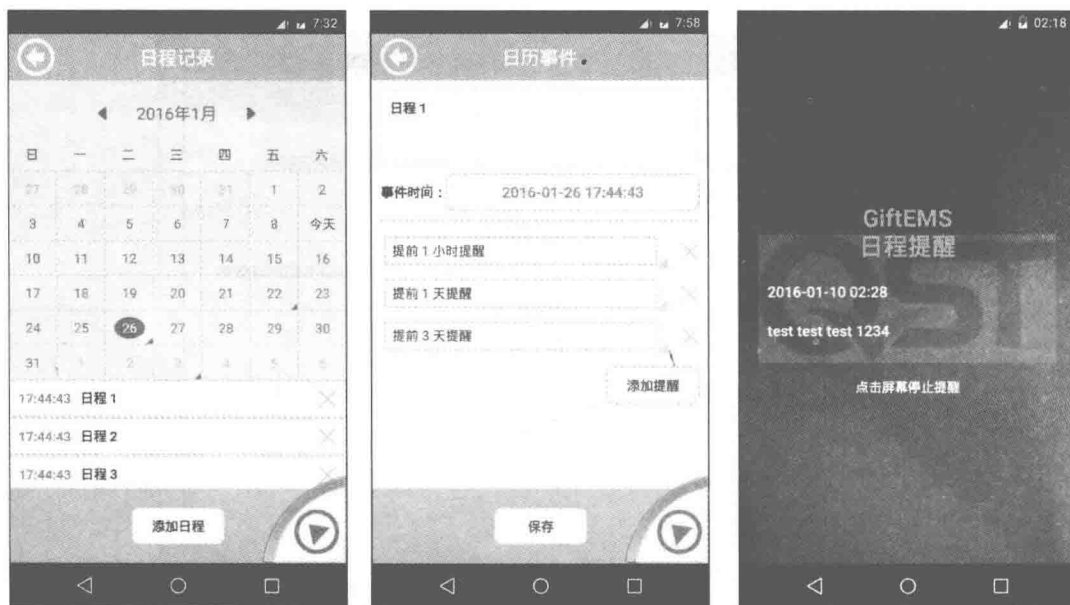 7:32
日程记录
2016年1月
日 一 二 三 四 五 六
27 28 29 30 31 1 2
3 4 5 6 7 8 今天
10 11 12 13 14 15 16
17 18 19 20 21 22 23
24 25 26 27 28 29 30
31 1 2 3 4 5 6
17:44:43 日程 1
17:44:43 日程 2
17:44:43 日程 3
添加日程
7:58
日历事件
日程 1
事件时间: 2016-01-26 17:44:43
提前 1 小时提醒
提前 1 天提醒
提前 3 天提醒
添加提醒
保存
02:18
GiftEMS
日程提醒
2016-01-10 02:28
test test test 1234
点击屏幕停止提醒